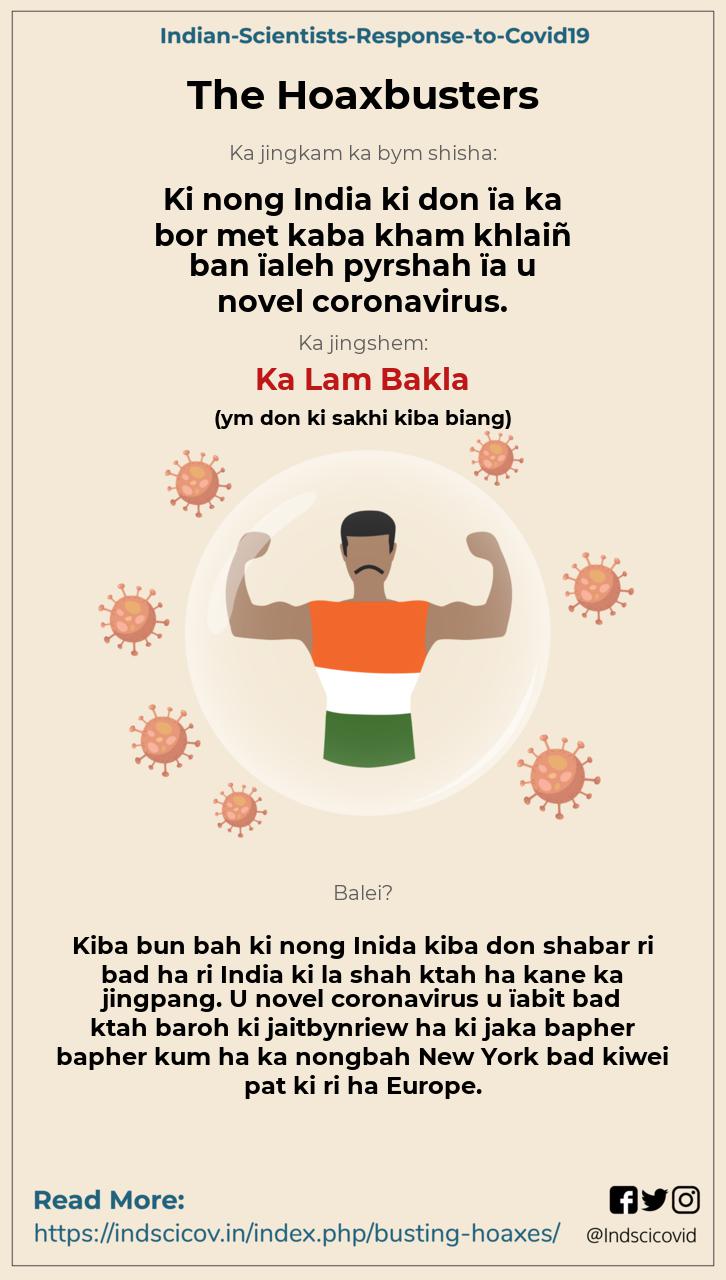 Indian-Scientists-Response-to-Covid19
The Hoaxbusters
Ka jingkam ka bym shisha:
Ki nong India ki don ïa ka
bor met kaba kham khlaiñ
ban ïaleh pyrshah ïa u
novel coronavirus.
Ka jingshem:
Ka Lam Bakla
(ym don ki sakhi kiba biang)
Balei?
Kiba bun bah ki nong Inida kiba don shabar ri
bad ha ri India ki la shah ktah ha kane ka
jingpang. U novel coronavirus u ïabit bad
ktah baroh ki jaitbynriew ha ki jaka bapher
bapher kum ha ka nongbah New York bad kiwei
pat ki ri ha Europe.
Read More:
https://indscicov.in/index.php/busting-hoaxes/
@Indscicovid